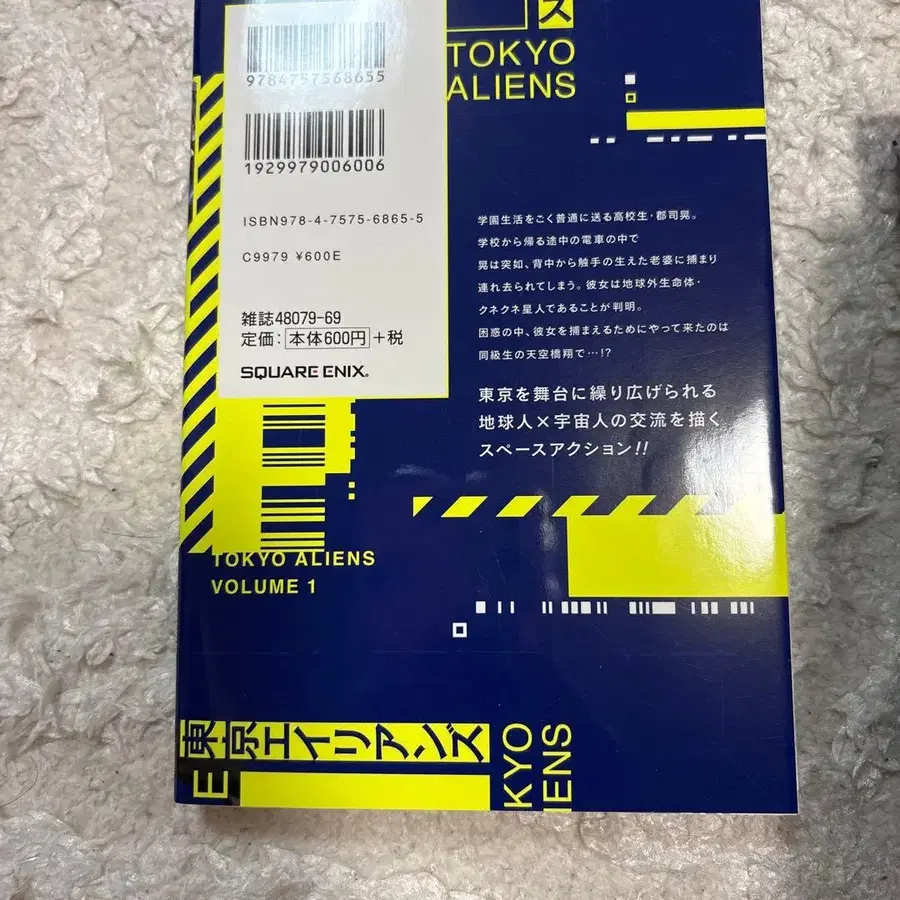 ズ
TOKYO
ALIENS
9784757568655
1929979006006
ISBN978-4-7575-6865-5
C9979 ¥600E
雑誌48079-69
定価：本体600円＋税
SQUARE ENIX®
学園生活をごく普通に送る高校生・郡司晃。
学校から帰る途中の電車の中で
晃は突如、背中から触手の生えた老婆に捕まり
連れ去られてしまう。彼女は地球外生命体・
クネクネ星人であることが判明。
困惑の中、彼女を捕まえるためにやって来たのは
同級生の天空橋翔で…!?
東京を舞台に繰り広げられる
地球人×宇宙人の交流を描く
スペースアクション!!
TOKYO ALIENS
VOLUME 1
東京エイリアンズ
E
KYO
IENS